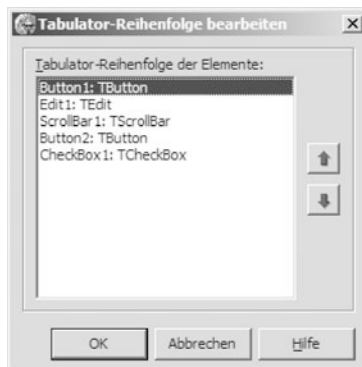 Tabulator-Reihenfolge bearbeiten
Tabulator-Reihenfolge der Elemente:
Button1: TButton
Edit1: TEdit
ScrollBar1: TScrollBar
Button2: TButton
CheckBox1: TCheckBox
OK
Abbrechen
Hilfe